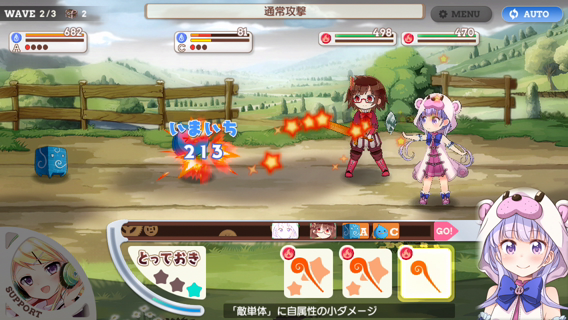 WAVE 2/3 2
通常攻撃
MENU
AUTO
682
A
81
C
498
470
いまいち
213
A C GO!
とっておき
SUPPORT
「敵単体」に自属性の小ダメージ